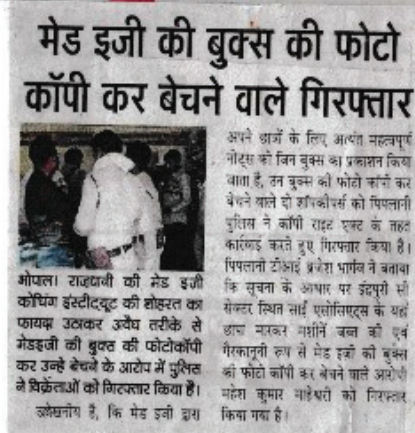 मेड इजी की बुक्स की फोटो
कॉपी कर बेचने वाले गिरफ्तार
भोपाल। राजधानी की मेड इजी
कोचिंग इंस्टीट्यूट की शोहरत का
फायदा उठाकर अवैध तरीके से
मेडइजी की बुक्स की फोटोकॉपी
कर उन्हे बेचने के आरोप में पुलिस
ने विक्रेताओं को गिरफ्तार किया है।
उल्लेखनीय है, कि मेड इजी द्वारा
अपने छात्रों के लिए अत्यंत महत्वपूर्ण
नोट्स की जिन बुक्स का प्रकाशन किया
जाता है, उन बुक्स की फोटो कॉपी कर
बेचने वाले दो शॉपकीपर्स को पिपलानी
पुलिस ने कॉपी राइट एक्ट के तहत
कार्रवाई करते हुए गिरफ्तार किया है।
पिपलानी टीआई भार्गव ने बताया
कि सूचना के आधार पर इंद्रपुरी सी
सेक्टर स्थित साईं एसोसिएट्स के यहाँ
छापा मारकर मशीनें जब्त की एवं
गैरकानूनी रूप से मेड इजी की बुक्स
की फोटो कॉपी कर बेचने वाले आरोपी
महेश कुमार माहेश्वरी को गिरफ्तार
किया गया है।